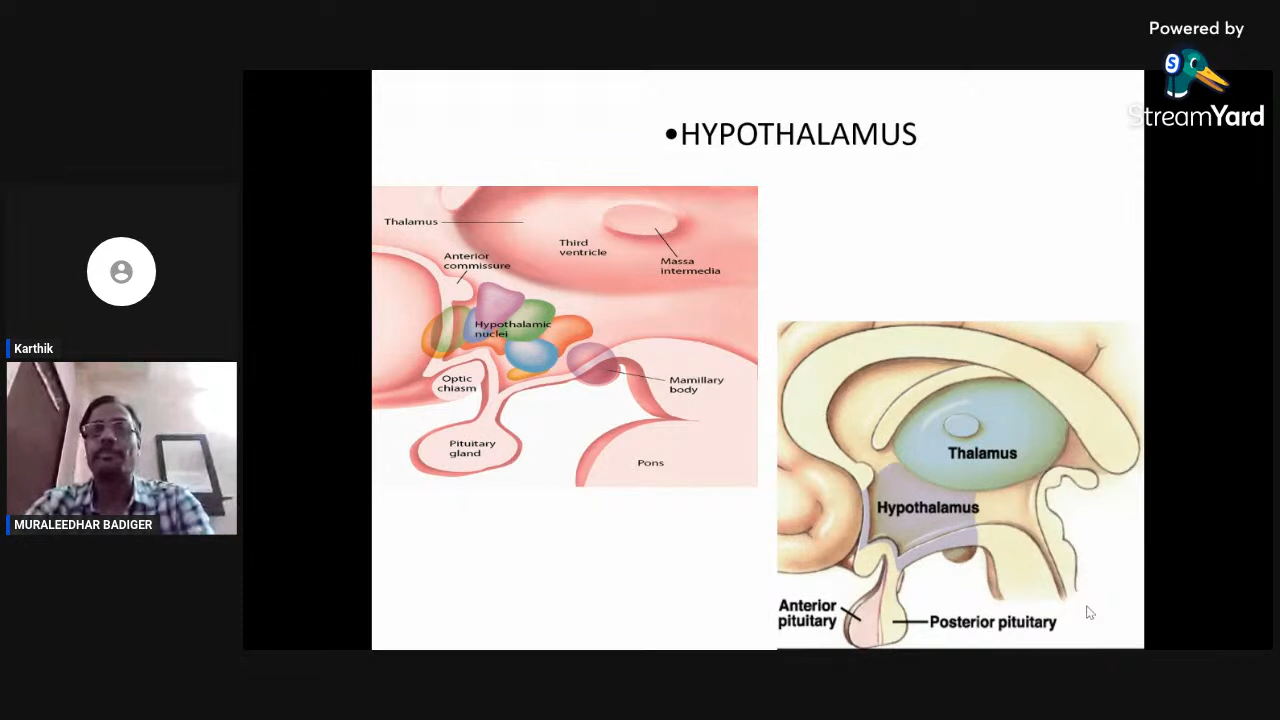 Powered by
S
StreamYard
•HYPOTHALAMUS
Thalamus
Third
ventricle
Massa
intermedia
Anterior
commissure
Hypothalamic
nuclei
Optic
chiasm
Mamillary
body
Pituitary
gland
Pons
Thalamus
Hypothalamus
Anterior
pituitary
Posterior pituitary
Karthik
MURALEEDHAR BADIGER